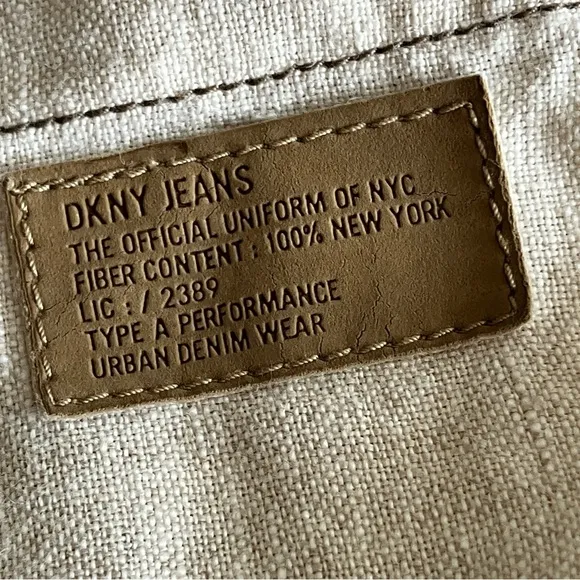 DKNY JEANS
THE OFFICIAL UNIFORM OF NYC
FIBER CONTENT : 100% NEW YORK
LIC : / 2389
TYPE A PERFORMANCE
URBAN DENIM WEAR